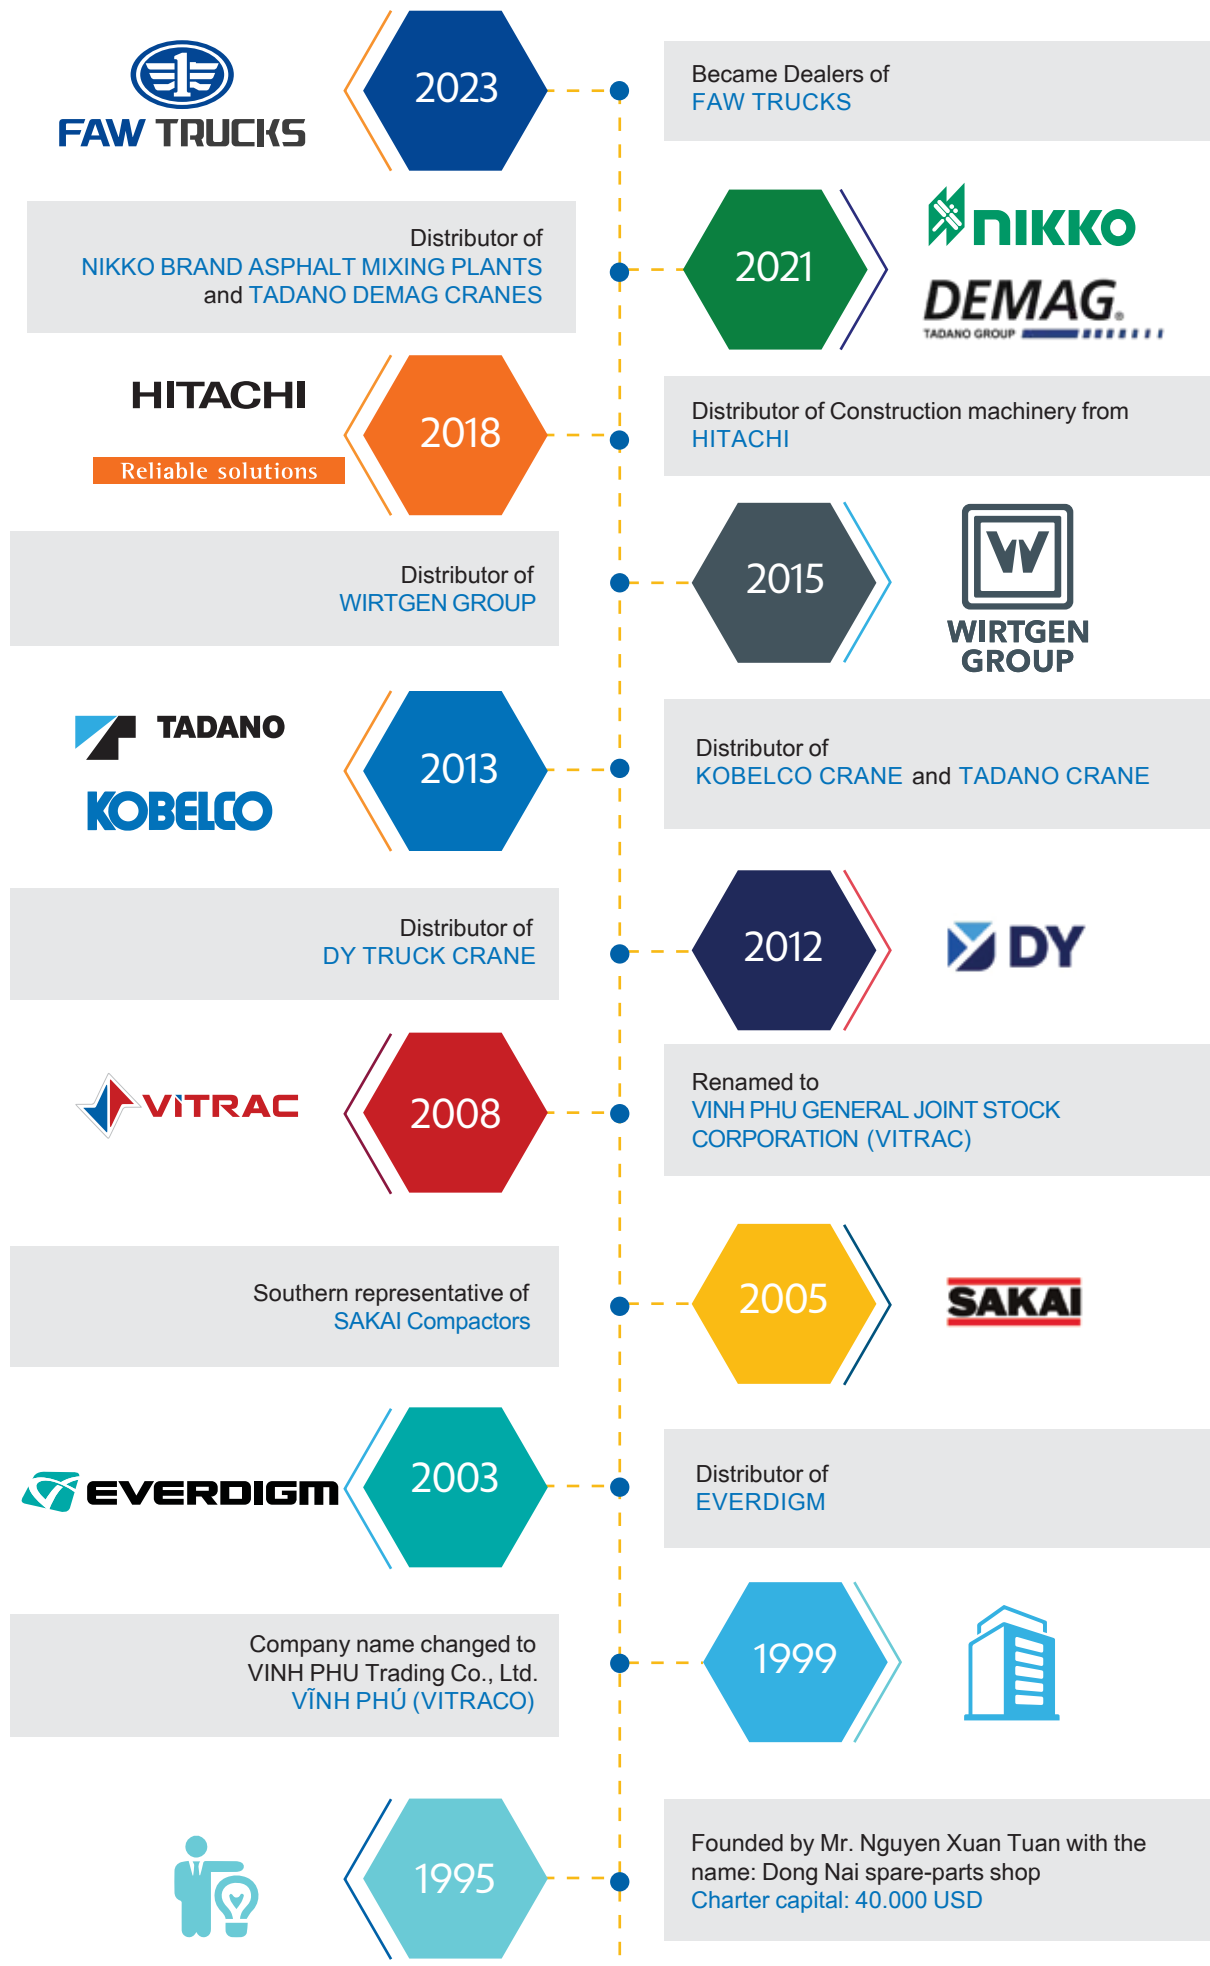 FAW TRUCKS
2023
Became Dealers of
FAW TRUCKS
Distributor of
NIKKO BRAND ASPHALT MIXING PLANTS
and TADANO DEMAG CRANES
2021
NIKKO
DEMAG®
TADANO GROUP
HITACHI
Reliable solutions
2018
Distributor of Construction machinery from
HITACHI
Distributor of
WIRTGEN GROUP
2015
W
WIRTGEN
GROUP
TADANO
KOBELCO
2013
Distributor of
KOBELCO CRANE and TADANO CRANE
Distributor of
DY TRUCK CRANE
2012
DY
VITRAC
2008
Renamed to
VINH PHU GENERAL JOINT STOCK
CORPORATION (VITRAC)
Southern representative of
SAKAI Compactors
2005
SAKAI
EVERDIGM
2003
Distributor of
EVERDIGM
Company name changed to
VINH PHU Trading Co., Ltd.
VĨNH PHÚ (VITRACO)
1999
1995
Founded by Mr. Nguyen Xuan Tuan with the
name: Dong Nai spare-parts shop
Charter capital: 40.000 USD